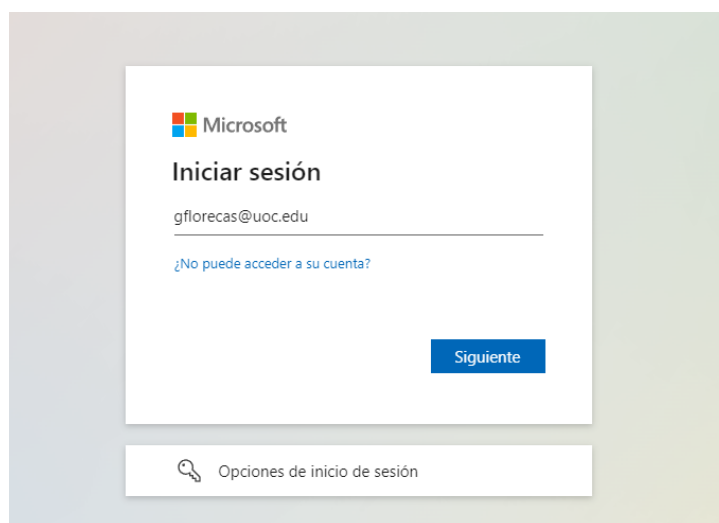 Microsoft
Iniciar sesión
gflorecas@uoc.edu
¿No puede acceder a su cuenta?
Siguiente
Opciones de inicio de sesión